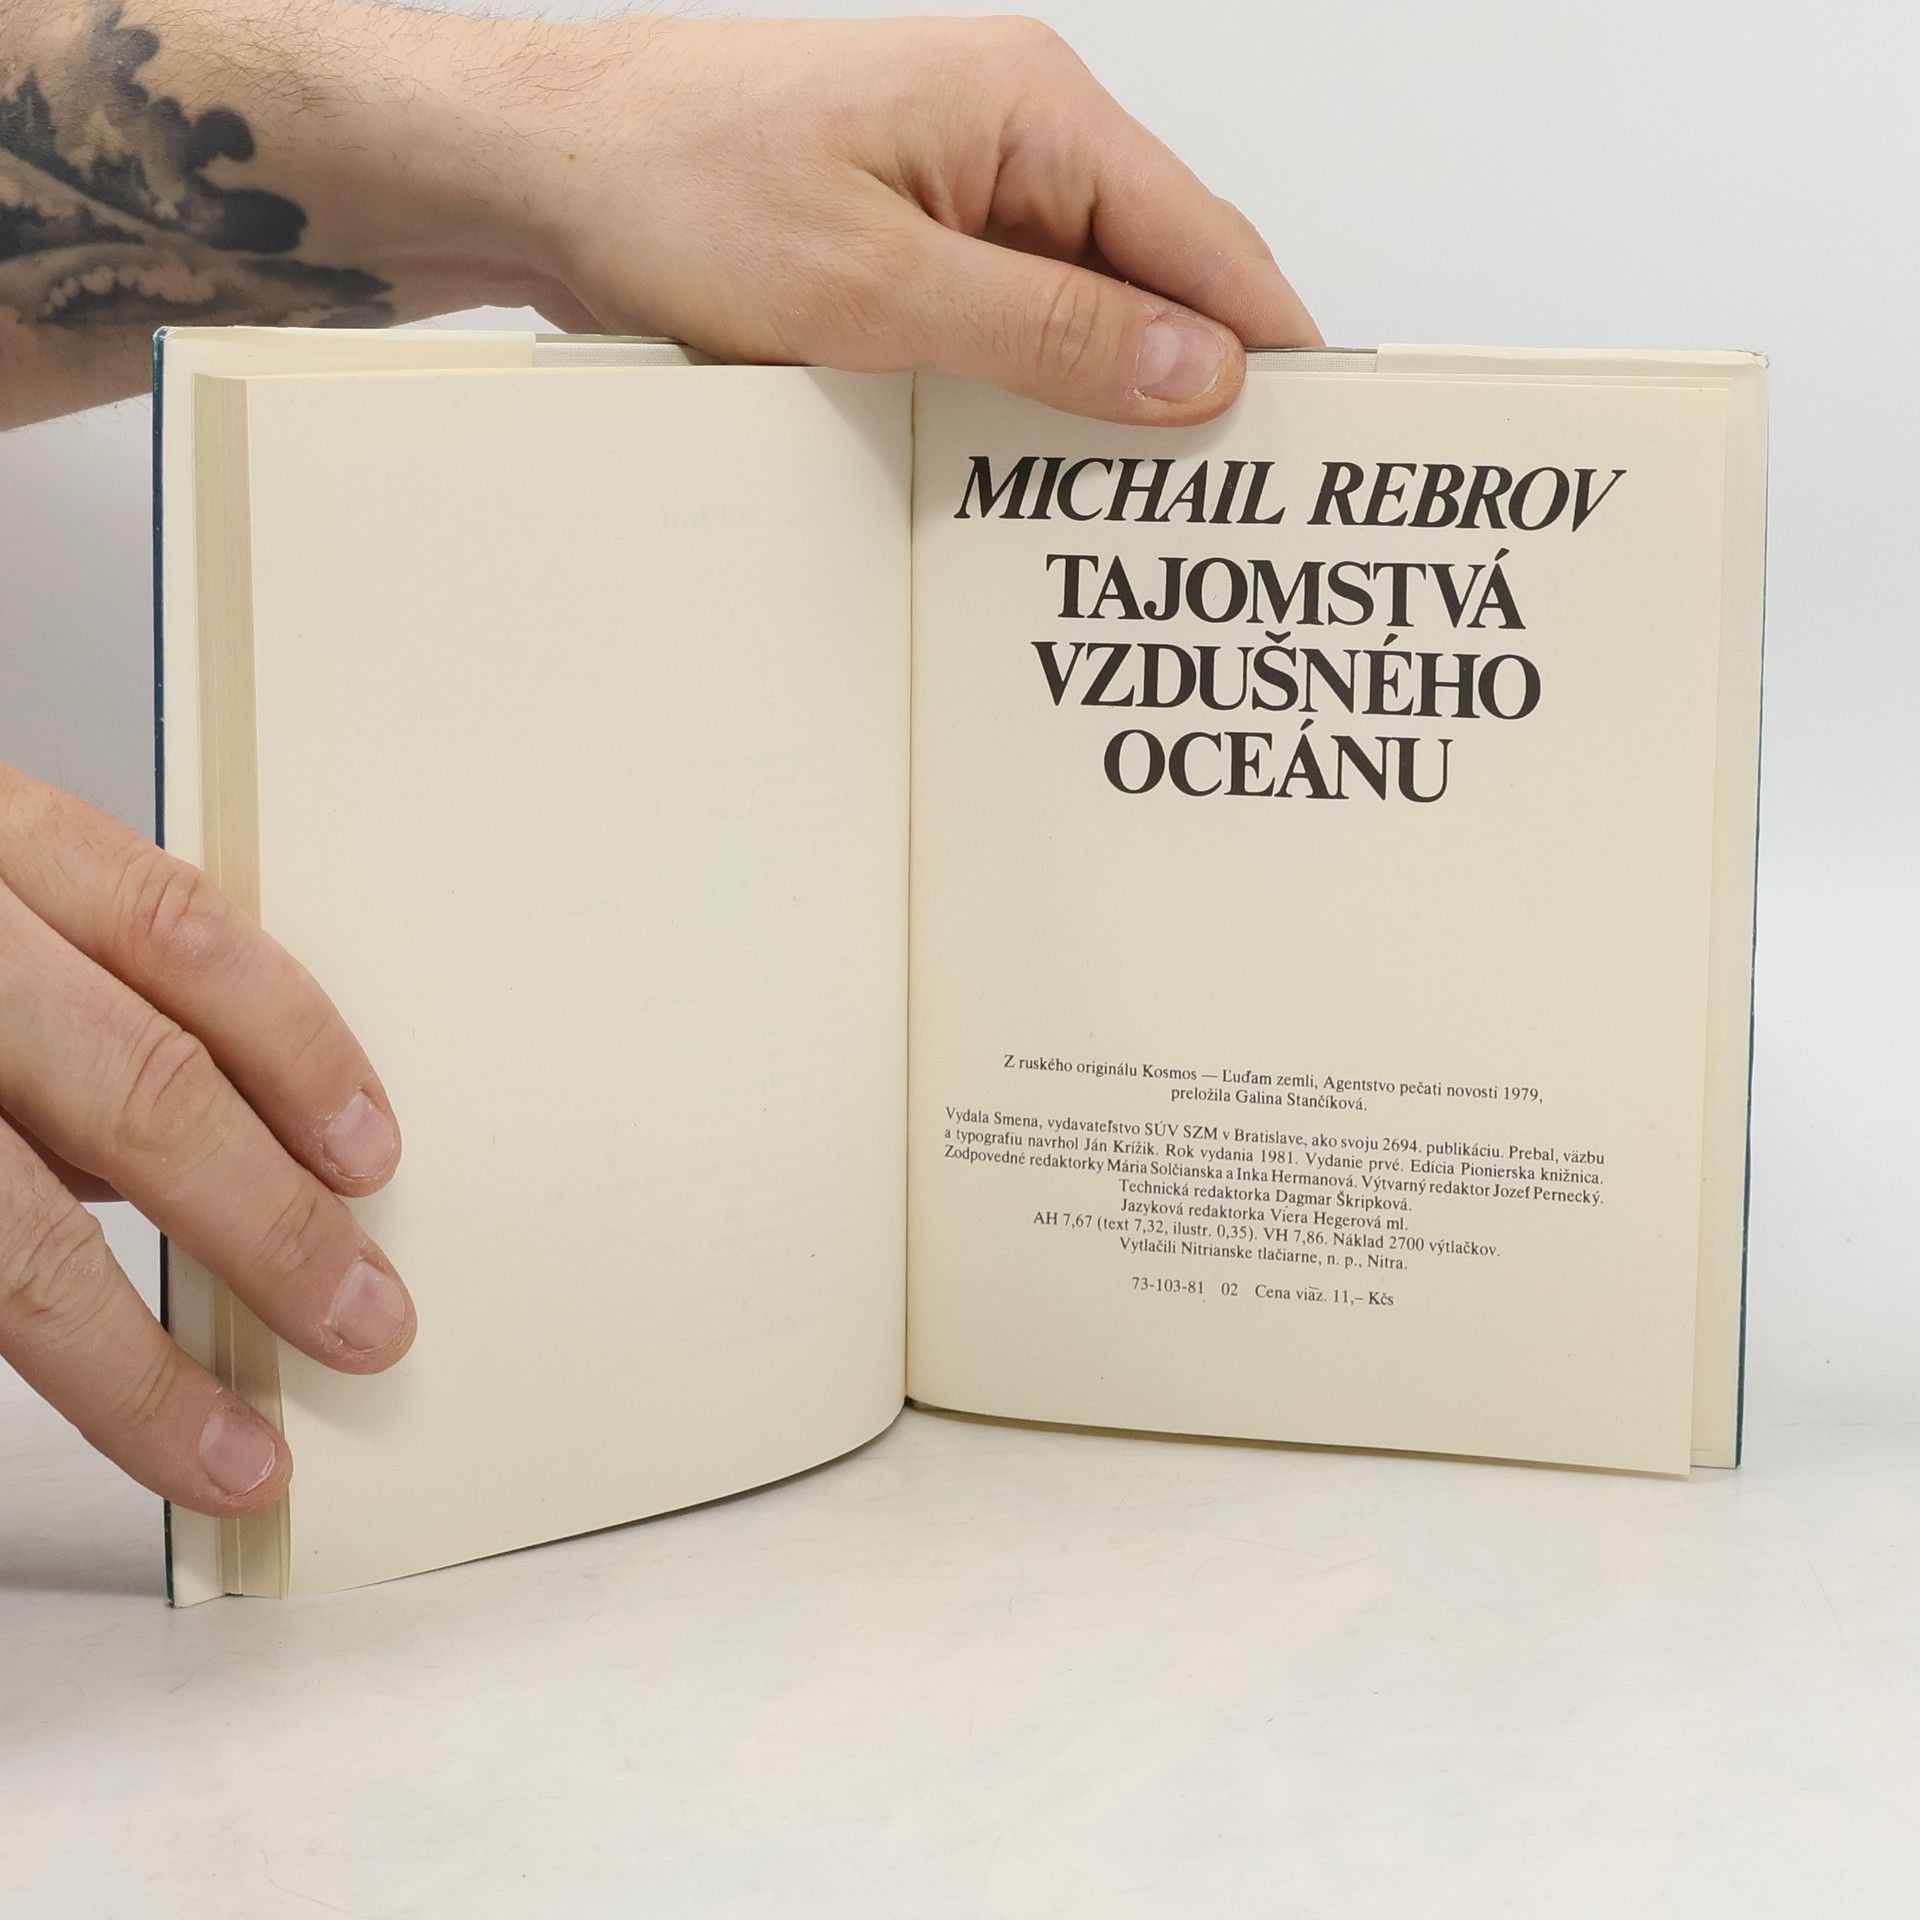 MICHAIL REBROV
TAJOMSTVÁ
VZDUŠNÉHO
OCEÁNU
Z ruského originálu Kosmos — Ľuďam zemli, Agentstvo pečati novosti 1979,
preložila Galina Stančíková.
Vydala Smena, vydavateľstvo SÚV SZM v Bratislave, ako svoju 2694. publikáciu. Prebal, väzbu
a typografiu navrhol Ján Krížik. Rok vydania 1981. Vydanie prvé. Edícia Pionierska knižnica.
Zodpovedné redaktorky Mária Solčianska a Inka Hermanová. Výtvarný redaktor Jozef Pernecký.
Technická redaktorka Dagmar Škripková.
Jazyková redaktorka Viera Hegerová ml.
AH 7,67 (text 7,32, ilustr. 0,35). VH 7,86. Náklad 2700 výtlačkov.
Vytlačili Nitrianske tlačiarne, n. p., Nitra.
73-103-81 02 Cena viaz. 11,– Kčs